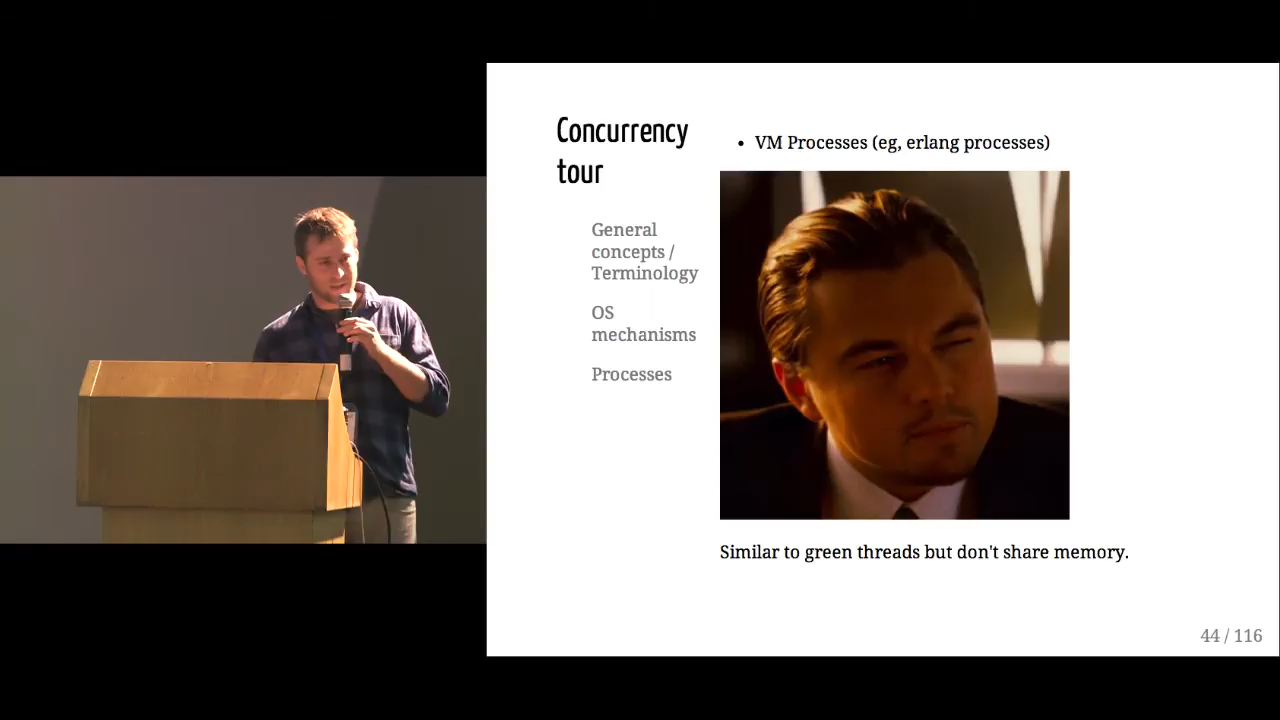 Concurrency
tour
General
concepts /
Terminology
OS
mechanisms
Processes
• VM Processes (eg, erlang processes)
Similar to green threads but don't share memory.
44 / 116